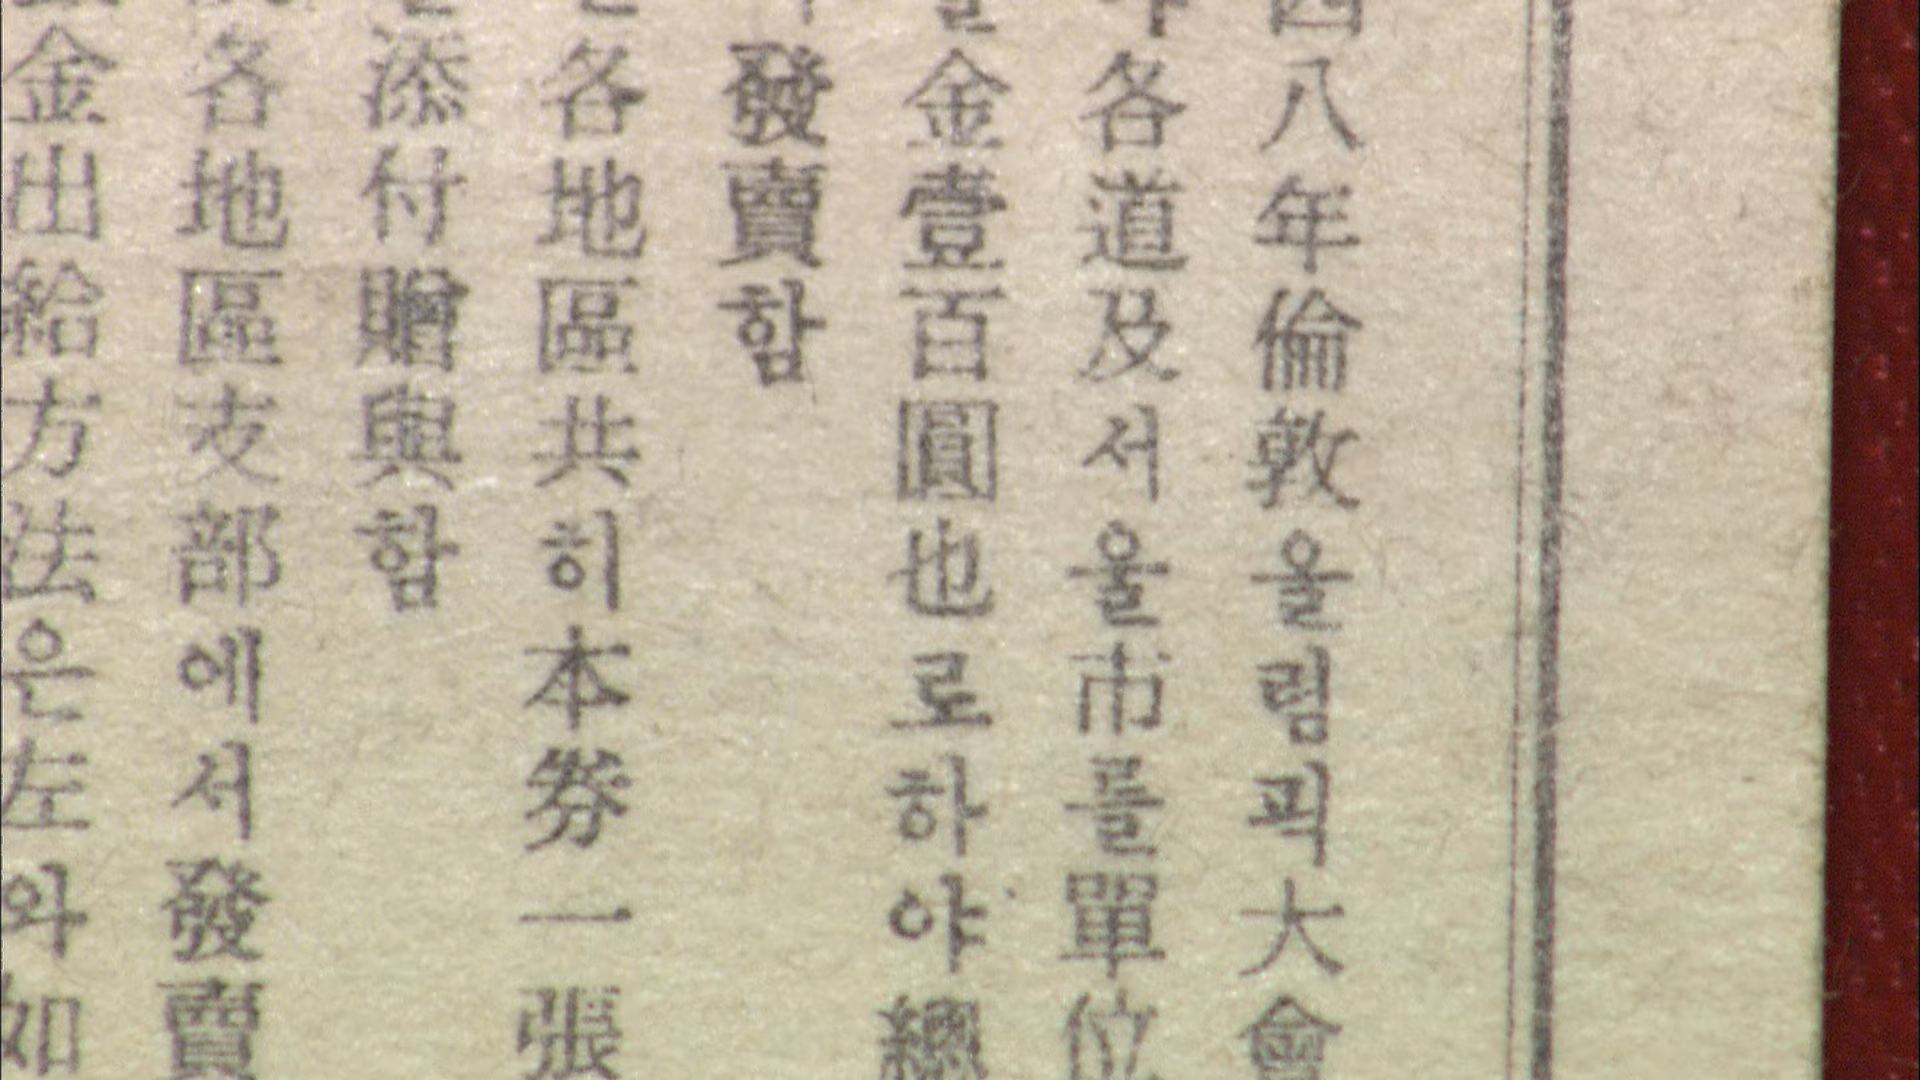 四八年倫敦올림픽大會
各道及서울市를單位
金壹百圓也로하야總
發賣함
各地區共히本券一張
添付贈與함
各地區支部에서發賣
金出給方法은左와如